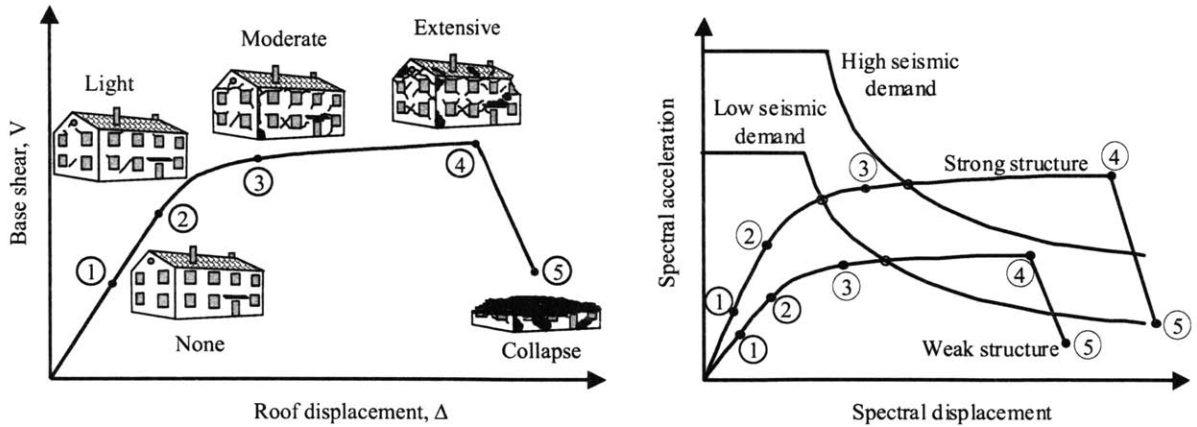 Base shear, V
Light
Moderate
Extensive
1
2
3
4
5
None
Collapse
Roof displacement, Δ
Spectral acceleration
High seismic
demand
Low seismic
demand
Strong structure
4
3
2
1
5
4
3
2
1
5
Weak structure
Spectral displacement